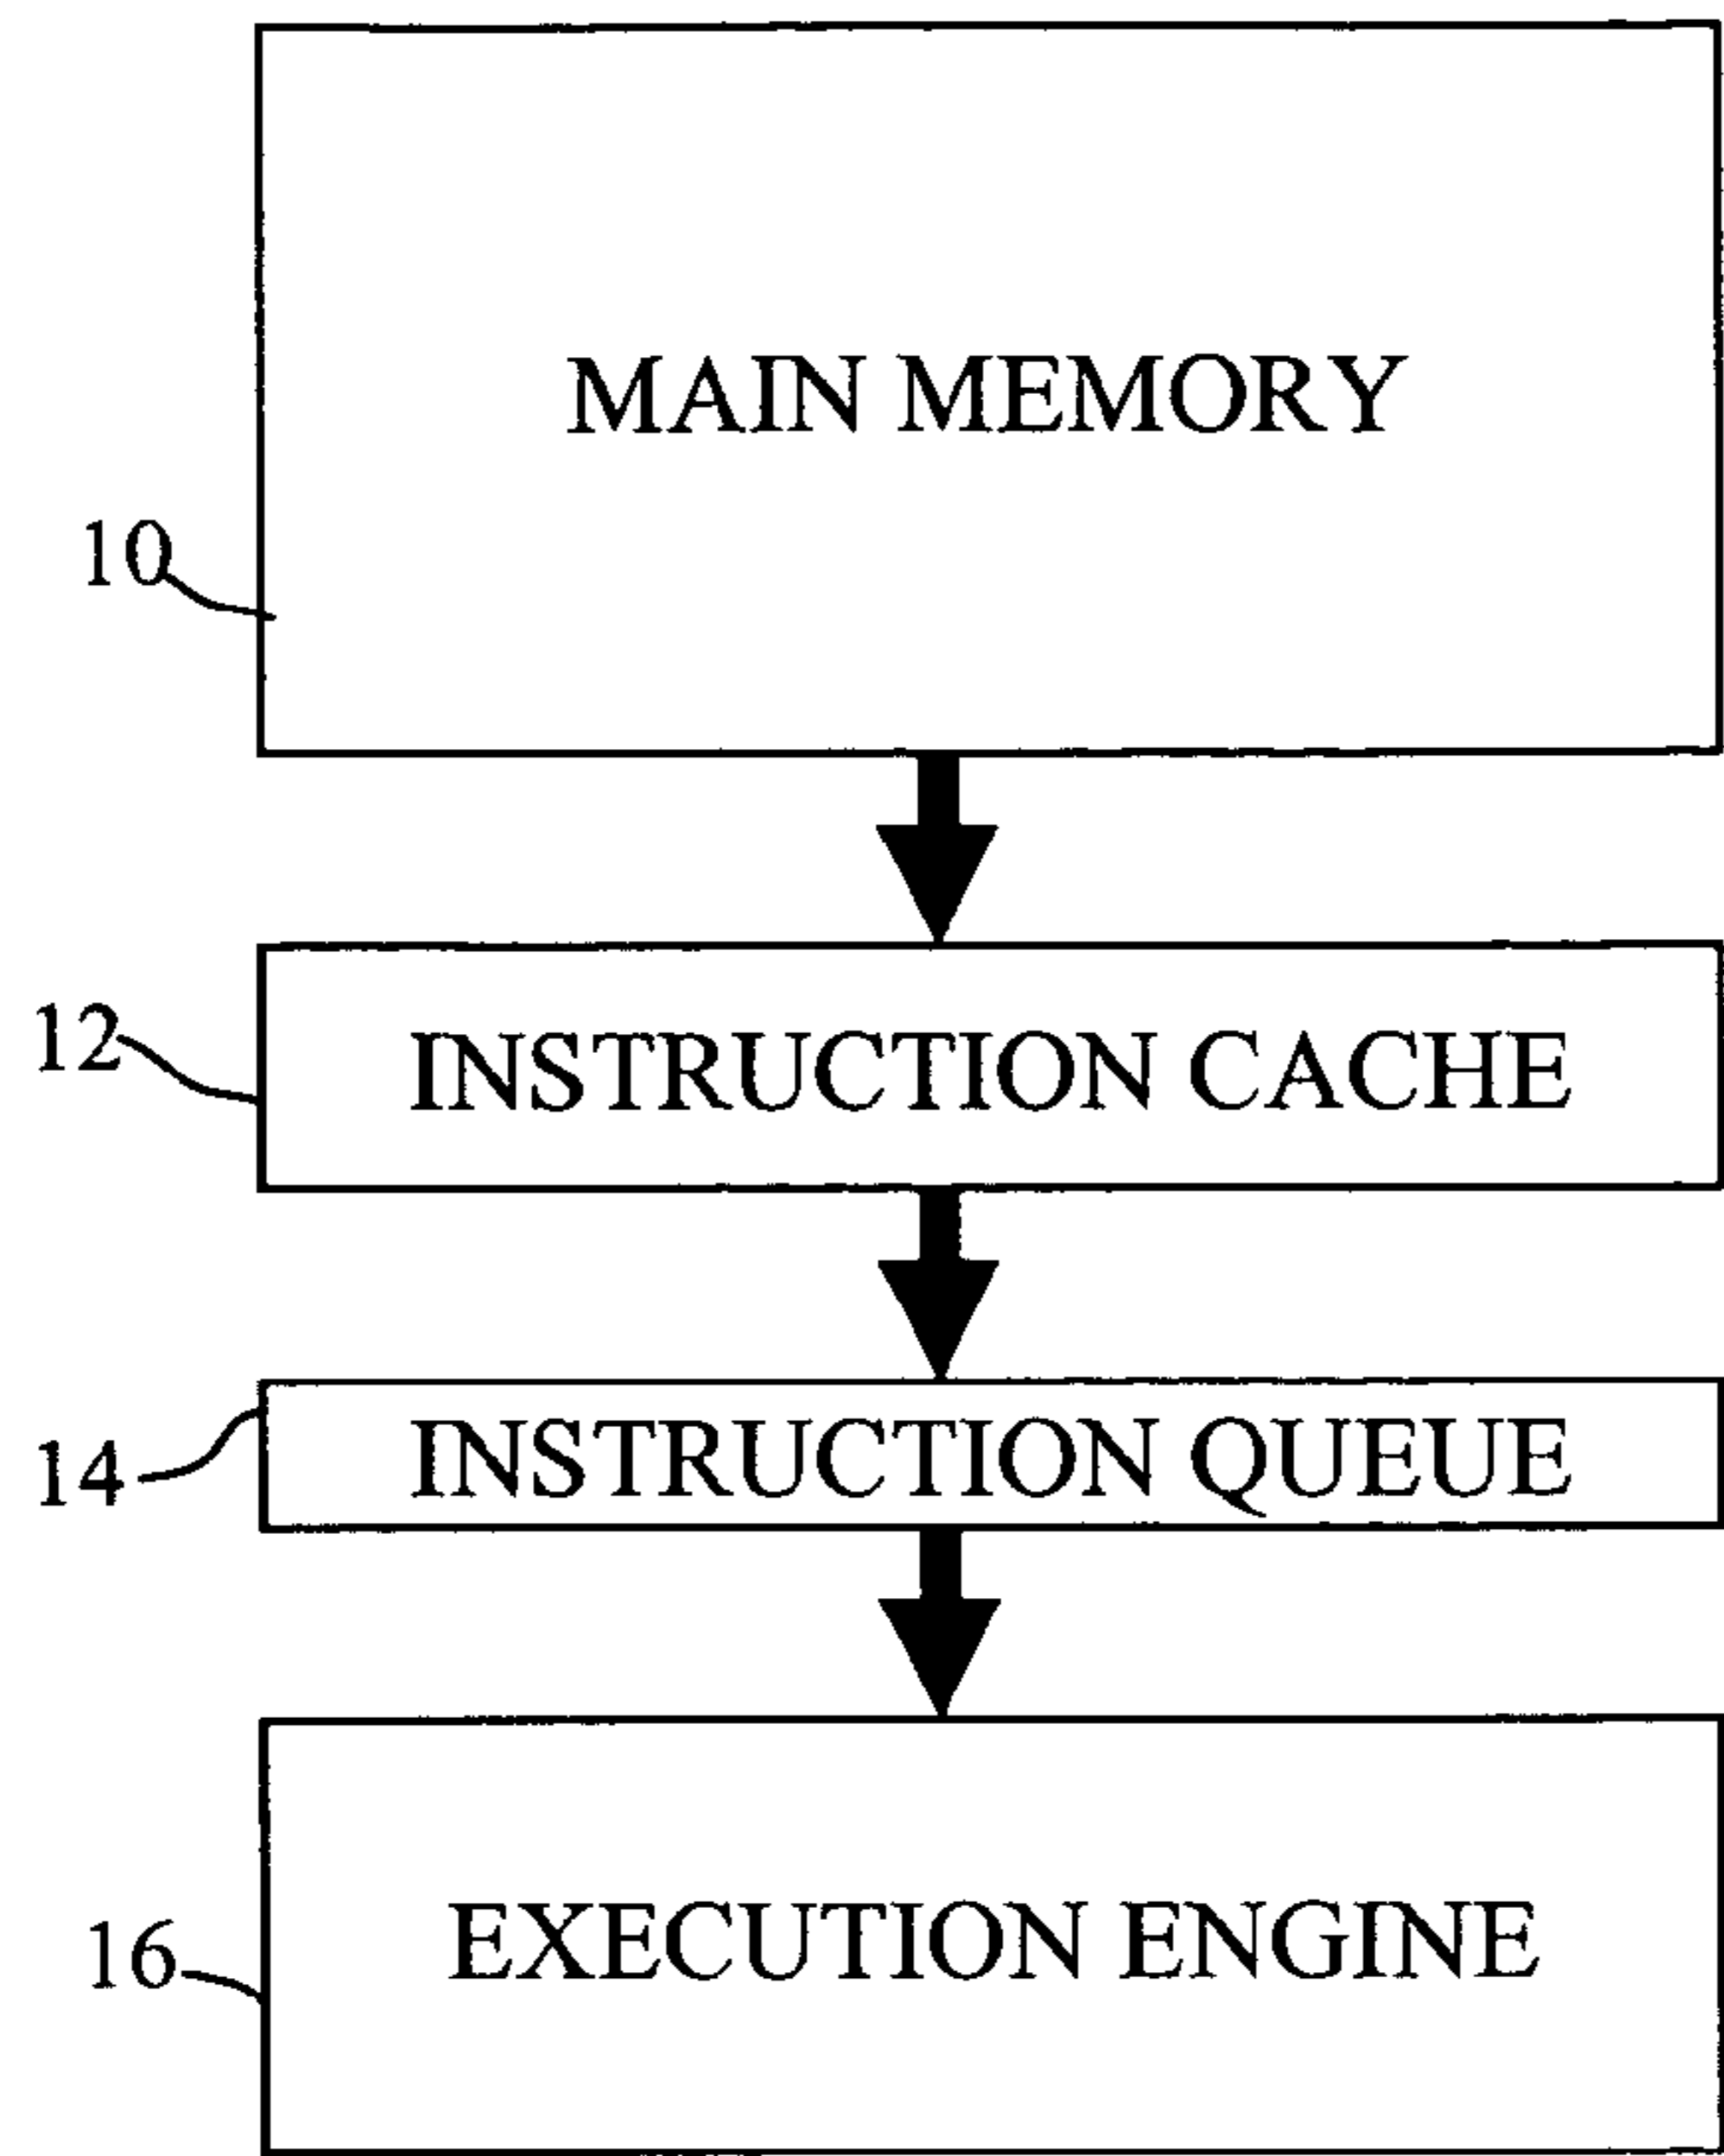 MAIN MEMORY
10
12
INSTRUCTION CACHE
INSTRUCTION QUEUE
14
EXECUTION ENGINE
16